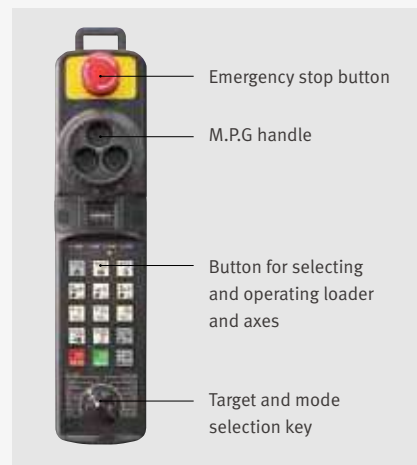 Emergency stop button
M.P.G handle
Button for selecting
and operating loader
and axes
Target and mode
selection key